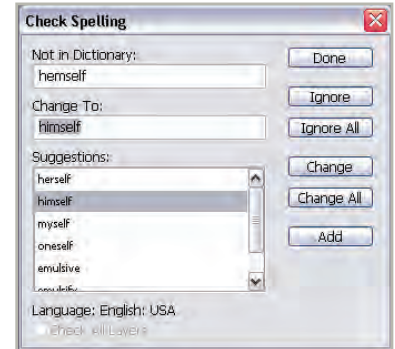 Check Spelling
Not in Dictionary:
hemself
Change To:
himself
Suggestions:
herself
himself
myself
oneself
emulsive
emulsify
Language: English: USA
Check All Layers
Done
Ignore
Ignore All
Change
Change All
Add